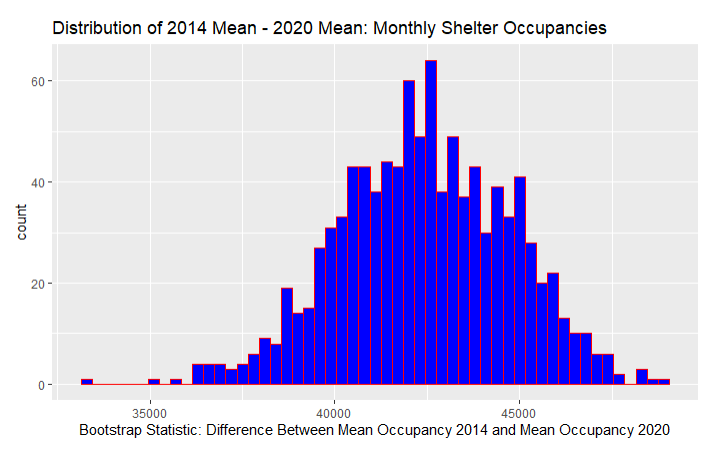 Distribution of 2014 Mean - 2020 Mean: Monthly Shelter Occupancies
60
40
20
0
count
35000 40000 45000
Bootstrap Statistic: Difference Between Mean Occupancy 2014 and Mean Occupancy 2020